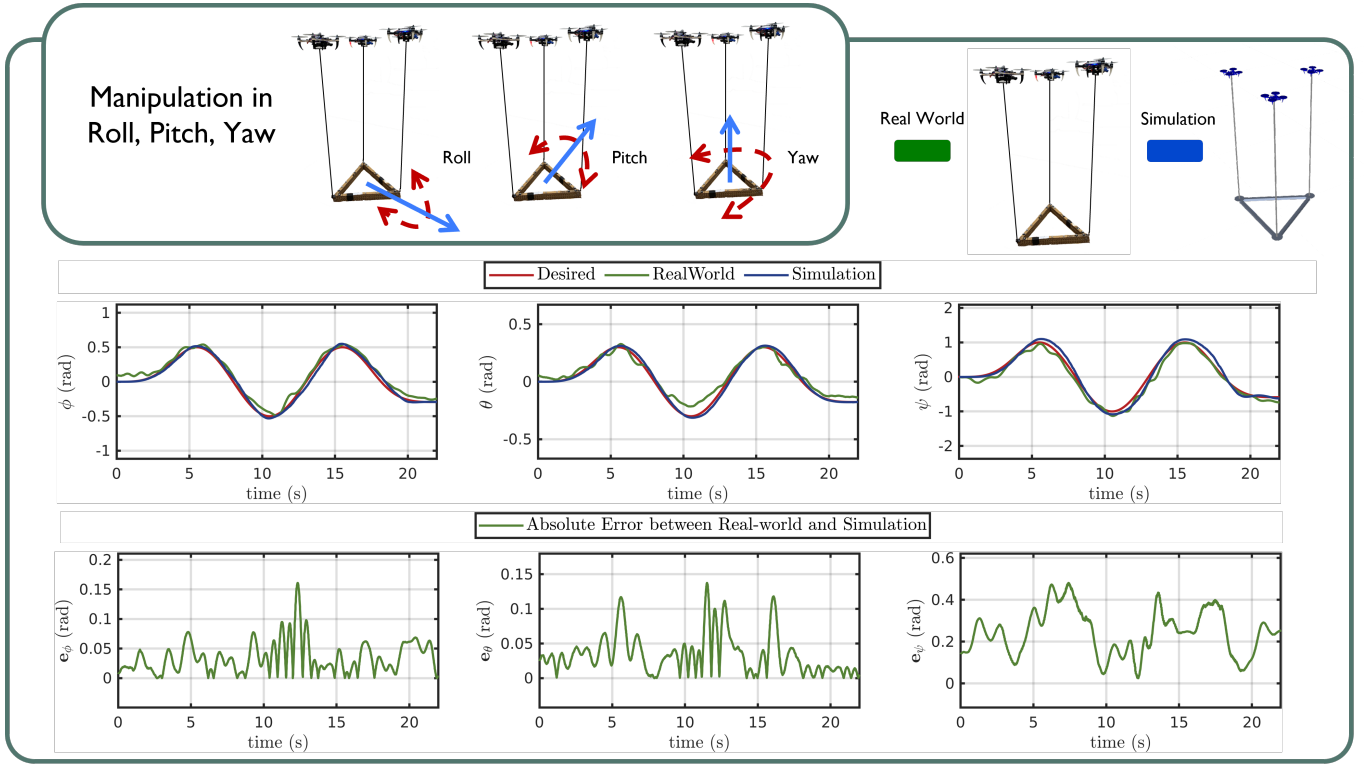 Manipulation in
Roll, Pitch, Yaw
Roll
Pitch
Yaw
Real World
Simulation
Desired RealWorld Simulation
1
0.5
0
-0.5
-1
ϕ (rad)
0 5 10 15 20
time (s)
0.5
0
-0.5
θ (rad)
0 5 10 15 20
time (s)
2
1
0
-1
-2
ψ (rad)
0 5 10 15 20
time (s)
Absolute Error between Real-world and Simulation
0.2
0.15
0.1
0.05
0
e_ϕ (rad)
0 5 10 15 20
time (s)
0.15
0.1
0.05
0
e_θ (rad)
0 5 10 15 20
time (s)
0.6
0.4
0.2
0
e_ψ (rad)
0 5 10 15 20
time (s)